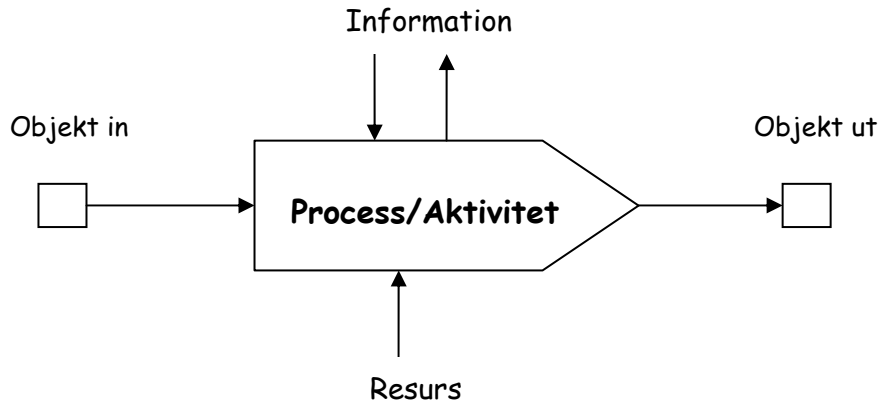 Information
Objekt in
Objekt ut
Process/Aktivitet
Resurs